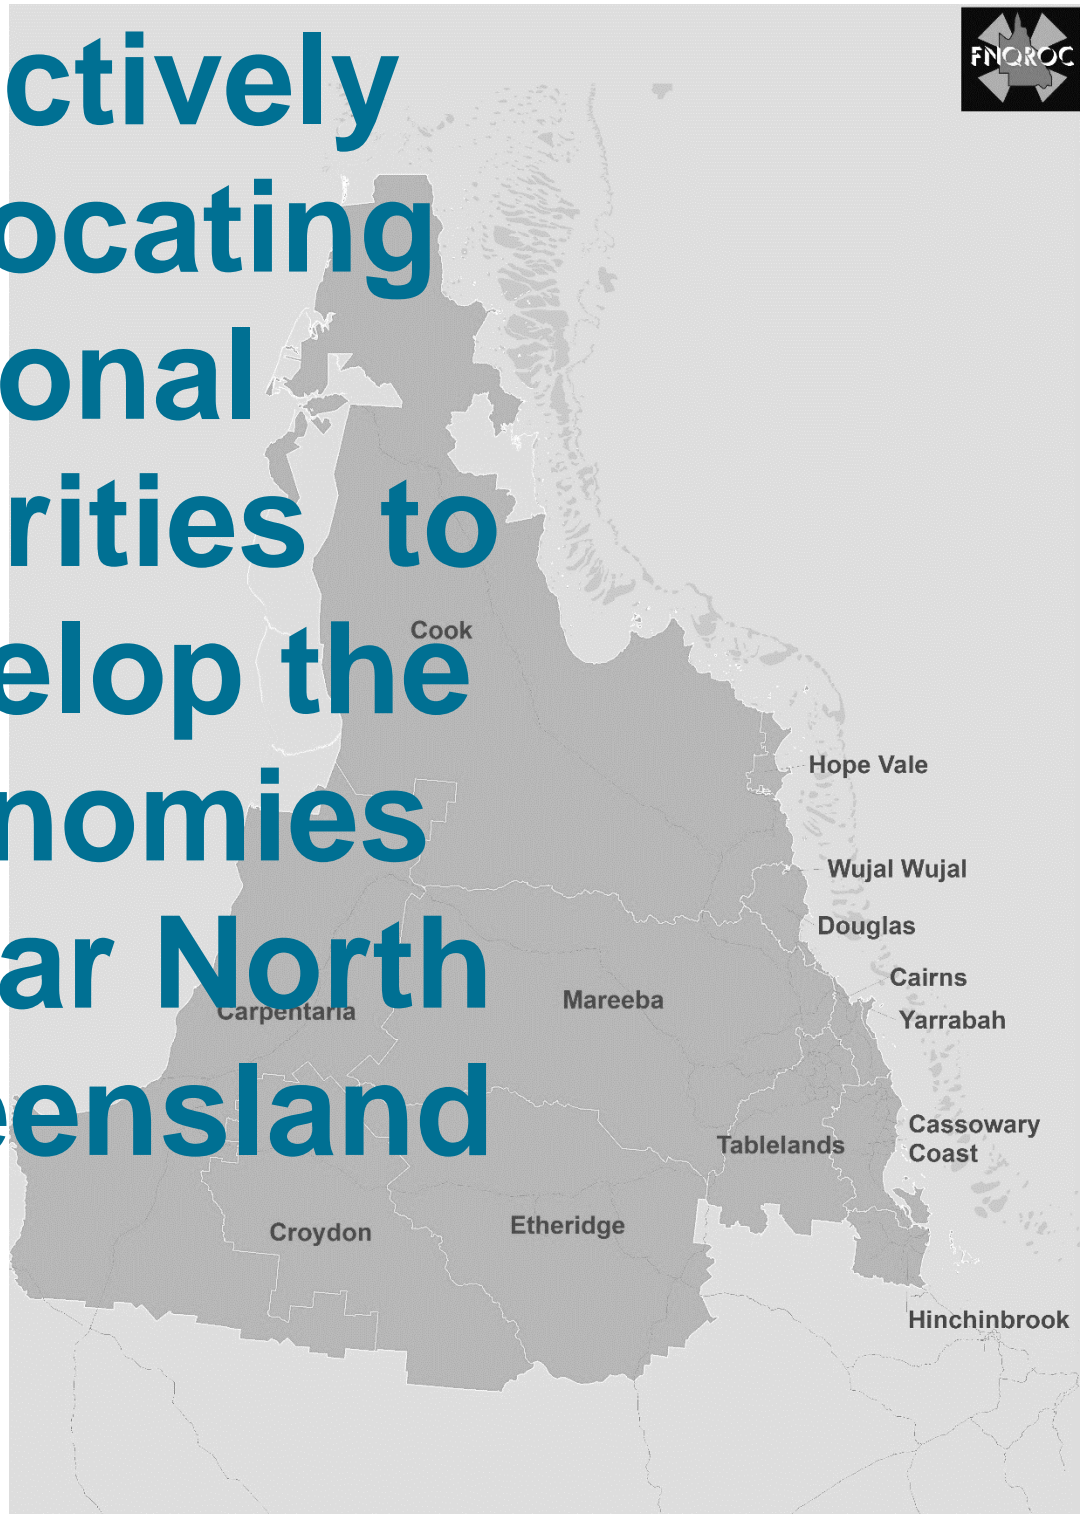 ctively
ocating
onal
rities to
elop the
nomies
ar North
eensland
FNQROC
Cook
Hope Vale
Wujal Wujal
Douglas
Cairns
Yarrabah
Carpentaria
Mareeba
Cassowary
Coast
Tablelands
Croydon
Etheridge
Hinchinbrook